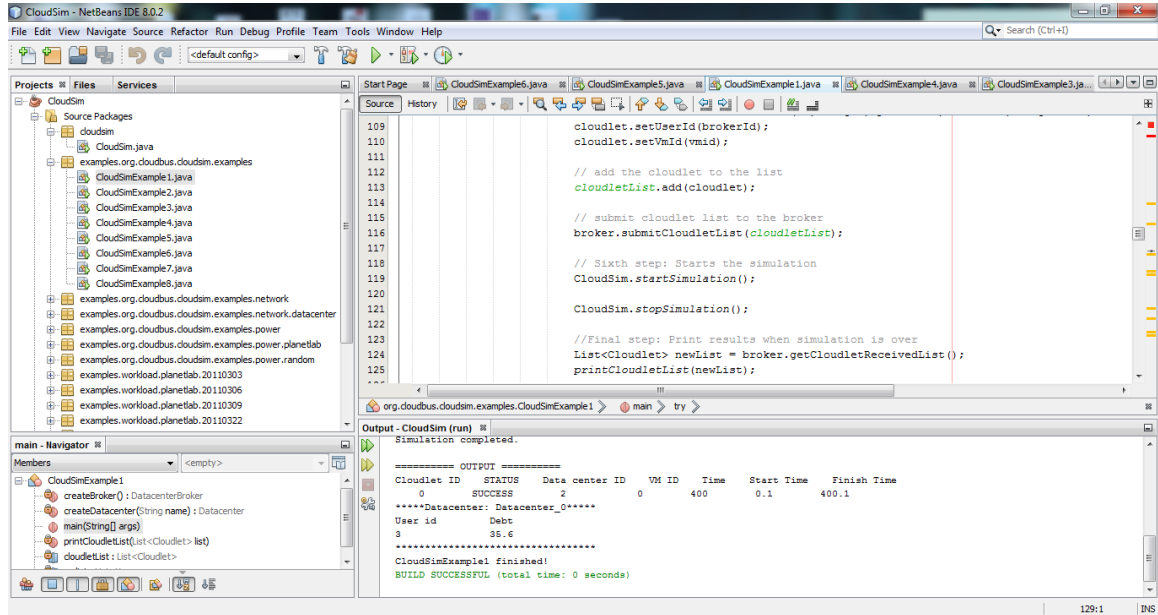 CloudSim - NetBeans IDE 8.0.2
File Edit View Navigate Source Refactor Run Debug Profile Team Tools Window Help
Search (Ctrl+I)
<default config>
Projects Files Services
CloudSim
Source Packages
cloudsim
CloudSim.java
examples.org.cloudbus.cloudsim.examples
CloudSimExample1.java
CloudSimExample2.java
CloudSimExample3.java
CloudSimExample4.java
CloudSimExample5.java
CloudSimExample6.java
CloudSimExample7.java
CloudSimExample8.java
examples.org.cloudbus.cloudsim.examples.network
examples.org.cloudbus.cloudsim.examples.network.datacenter
examples.org.cloudbus.cloudsim.examples.power
examples.org.cloudbus.cloudsim.examples.power.planetlab
examples.org.cloudbus.cloudsim.examples.power.random
examples.workload.planetlab.20110303
examples.workload.planetlab.20110306
examples.workload.planetlab.20110309
examples.workload.planetlab.20110322
main - Navigator
Members <empty>
CloudSimExample1
createBroker() : DatacenterBroker
createDatacenter(String name) : Datacenter
main(String[] args)
printCloudletList(List<Cloudlet> list)
cloudletList : List<Cloudlet>
Start Page CloudSimExample6.java CloudSimExample5.java CloudSimExample1.java CloudSimExample4.java CloudSimExample3.ja...
Source History
109 cloudlet.setUserId(brokerId);
110 cloudlet.setVmId(vmid);
111
112 // add the cloudlet to the list
113 cloudletList.add(cloudlet);
114
115 // submit cloudlet list to the broker
116 broker.submitCloudletList(cloudletList);
117
118 // Sixth step: Starts the simulation
119 CloudSim.startSimulation();
120
121 CloudSim.stopSimulation();
122
123 //Final step: Print results when simulation is over
124 List<Cloudlet> newList = broker.getCloudletReceivedList();
125 printCloudletList(newList);
org.cloudbus.cloudsim.examples.CloudSimExample1 main try
Output - CloudSim (run)
Simulation completed.
========== OUTPUT ==========
Cloudlet ID STATUS Data center ID VM ID Time Start Time Finish Time
0 SUCCESS 2 0 400 0.1 400.1
*****Datacenter: Datacenter_0*****
User id Debt
3 35.6
**********************************
CloudSimExample1 finished!
BUILD SUCCESSFUL (total time: 0 seconds)
129:1 INS